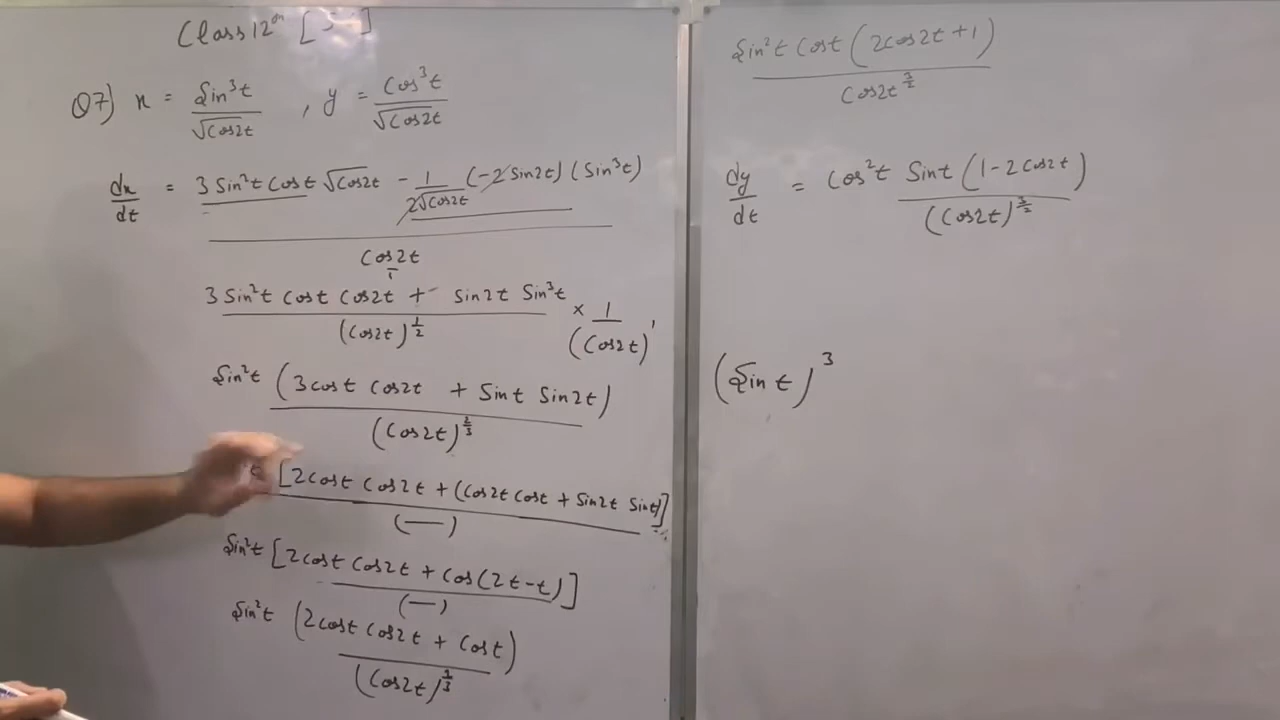 Class 12th [ ]
Q7) x = Sin³t / √Cos2t , y = Cos³t / √Cos2t
dx/dt = 3 Sin²t Cost √Cos2t - 1/(2√Cos2t) (-2 Sin2t) (Sin³t)
Cos2t
3 Sin²t Cost Cos2t + Sin2t Sin³t / (Cos2t)^½ × 1/(Cos2t)'
Sin²t (3Cost Cos2t + Sint Sin2t) / (Cos2t)^⅔
[2Cost Cos2t + (Cos2t Cost + Sin2t Sint)] / (—)
Sin²t [2Cost Cos2t + Cos(2t-t)] / (—)
Sin²t (2Cost Cos2t + Cost) / (Cos2t)
Sin²t Cost (2Cos2t+1) / Cos2t^3/2
dy/dt = Cos²t Sint (1-2Cos2t) / (Cos2t)^3/2
(Sin t)³